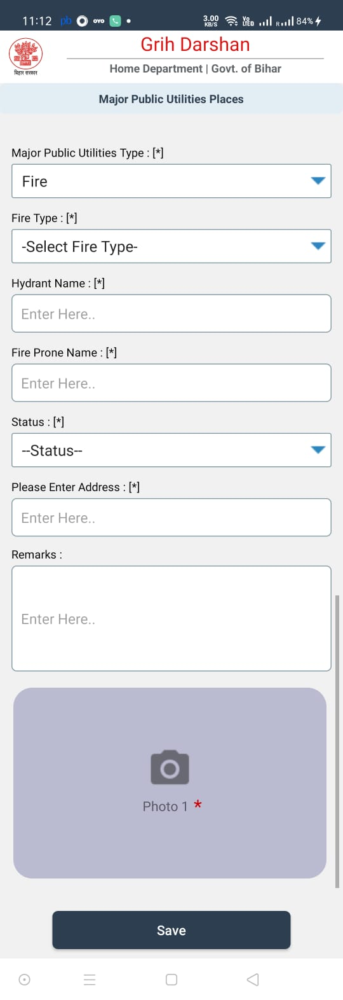 11:12 pb OYO 3.00 KB/S Vo LTED R 84%
Grih Darshan
बिहार सरकार
Home Department | Govt. of Bihar
Major Public Utilities Places
Major Public Utilities Type : [*]
Fire
Fire Type : [*]
-Select Fire Type-
Hydrant Name : [*]
Enter Here..
Fire Prone Name : [*]
Enter Here..
Status : [*]
--Status--
Please Enter Address : [*]
Enter Here..
Remarks :
Enter Here..
Photo 1 *
Save